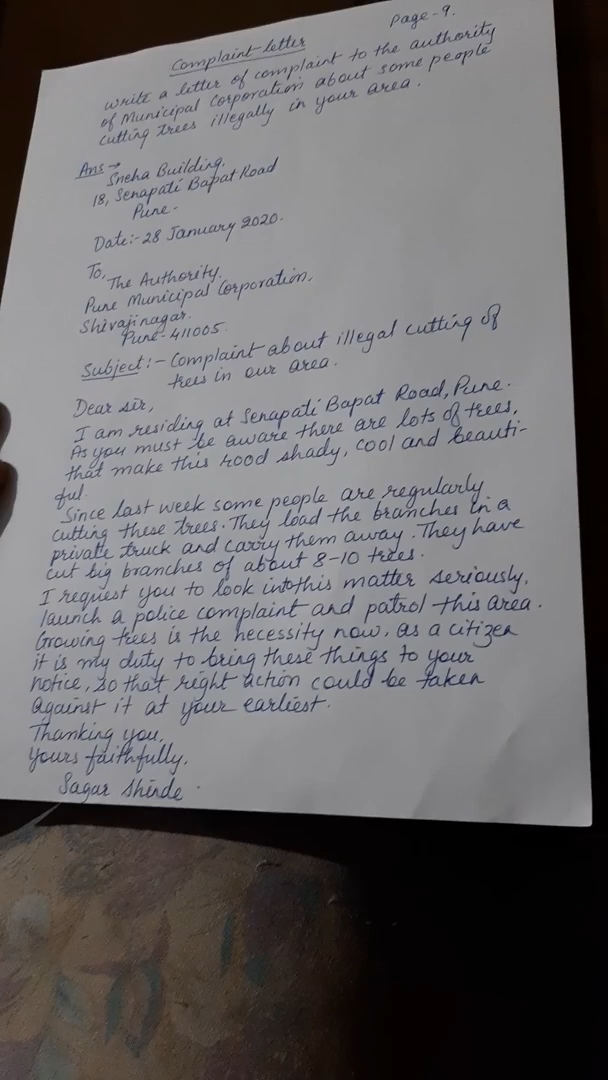 Page-9.
Complaint letter
write a letter of complaint to the authority
of Municipal Corporation about some people
cutting trees illegally in your area.
Ans →
Sneha Building.
18, Senapati Bapat Road
Pune.
Date:- 28 January 2020.
To,
The Authority.
Pune Municipal Corporation.
Shivajinagar.
Pune-411005.
Subject:- Complaint about illegal cutting of
trees in our area.
Dear sir,
I am residing at Senapati Bapat Road, Pune.
As you must be aware there are lots of trees,
that make this rood shady, cool and beauti-
ful.
Since last week some people are regularly
cutting these trees. They load the branches in a
private truck and carry them away. They have
cut big branches of about 8-10 trees.
I request you to look into this matter seriously,
launch a police complaint and patrol this area.
Growing trees is the necessity now, as a citizen
it is my duty to bring these things to your
notice, so that right action could be taken
against it at your earliest.
Thanking you,
Yours faithfully,
Sagar Shinde.